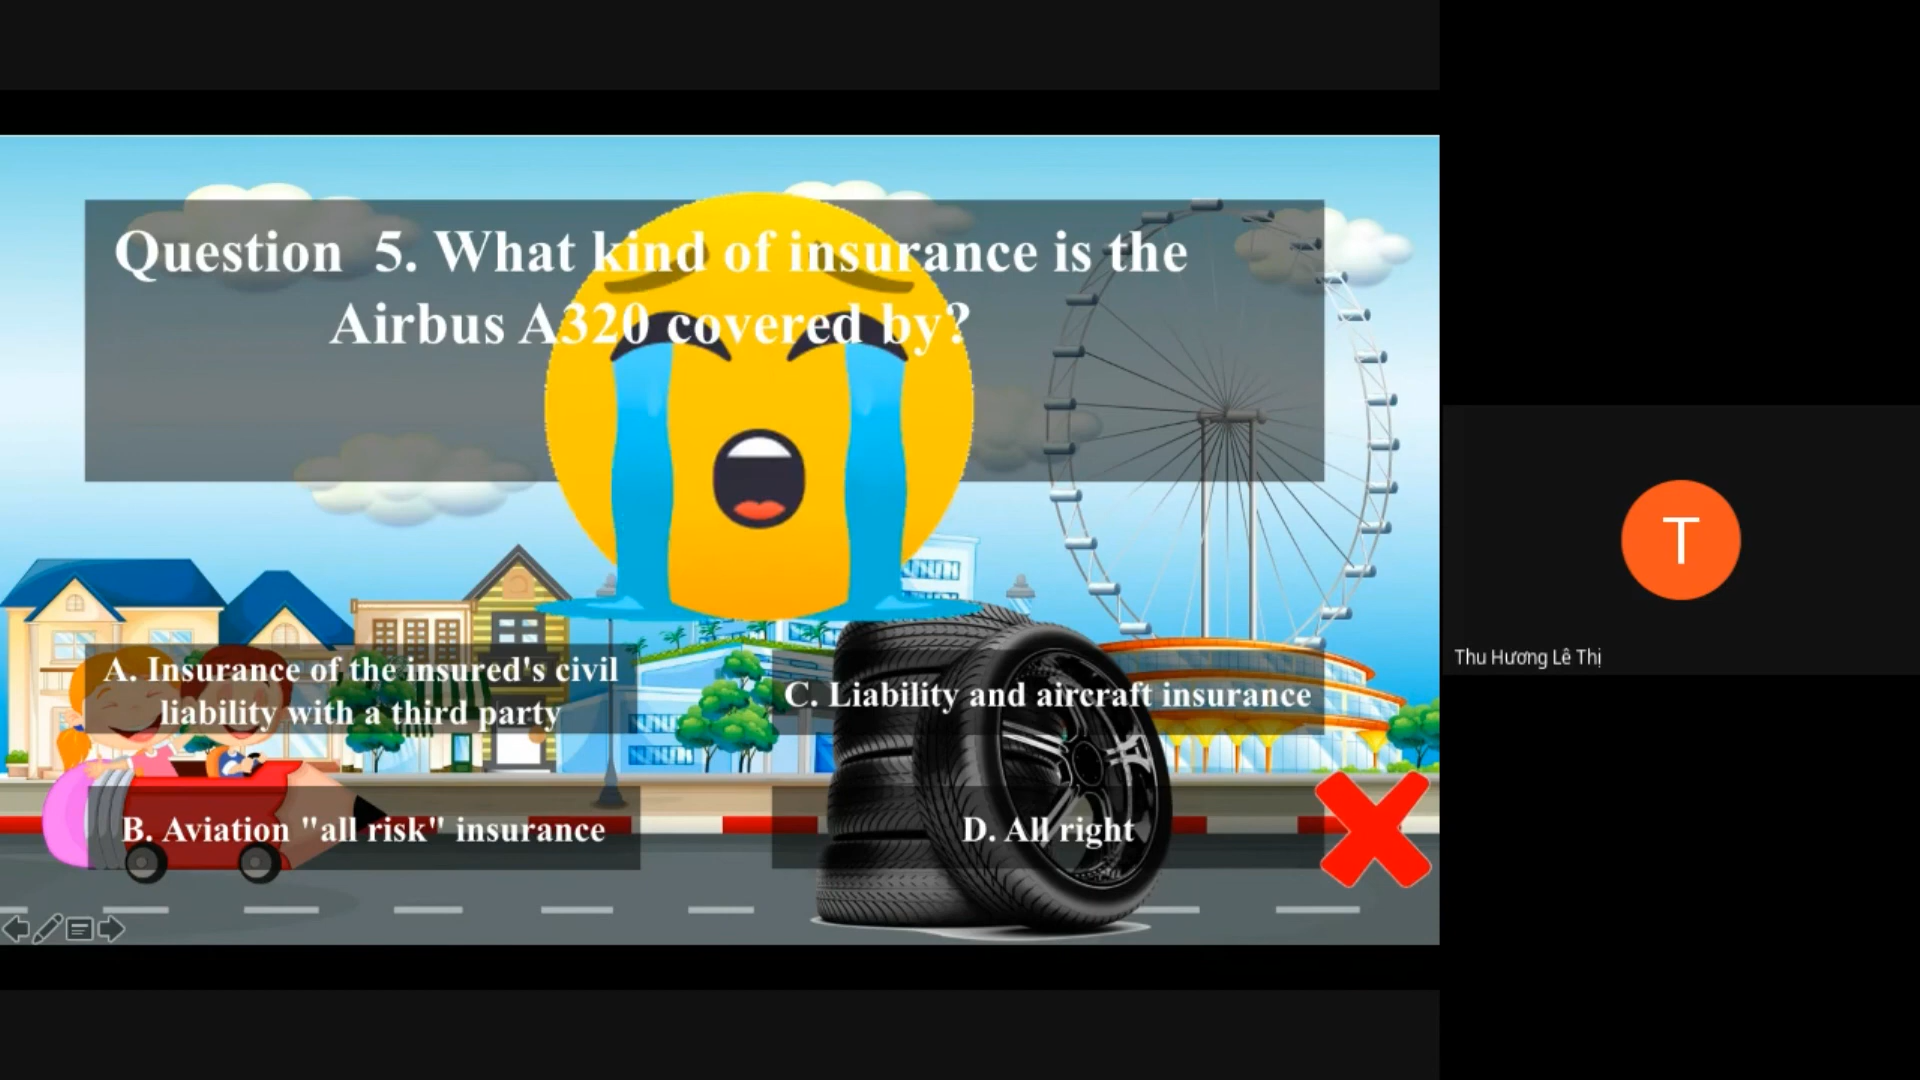 Question 5. What kind of insurance is the
Airbus A320 covered by?
A. Insurance of the insured's civil
liability with a third party
C. Liability and aircraft insurance
B. Aviation "all risk" insurance
D. All right
T
Thu Hương Lê Thị